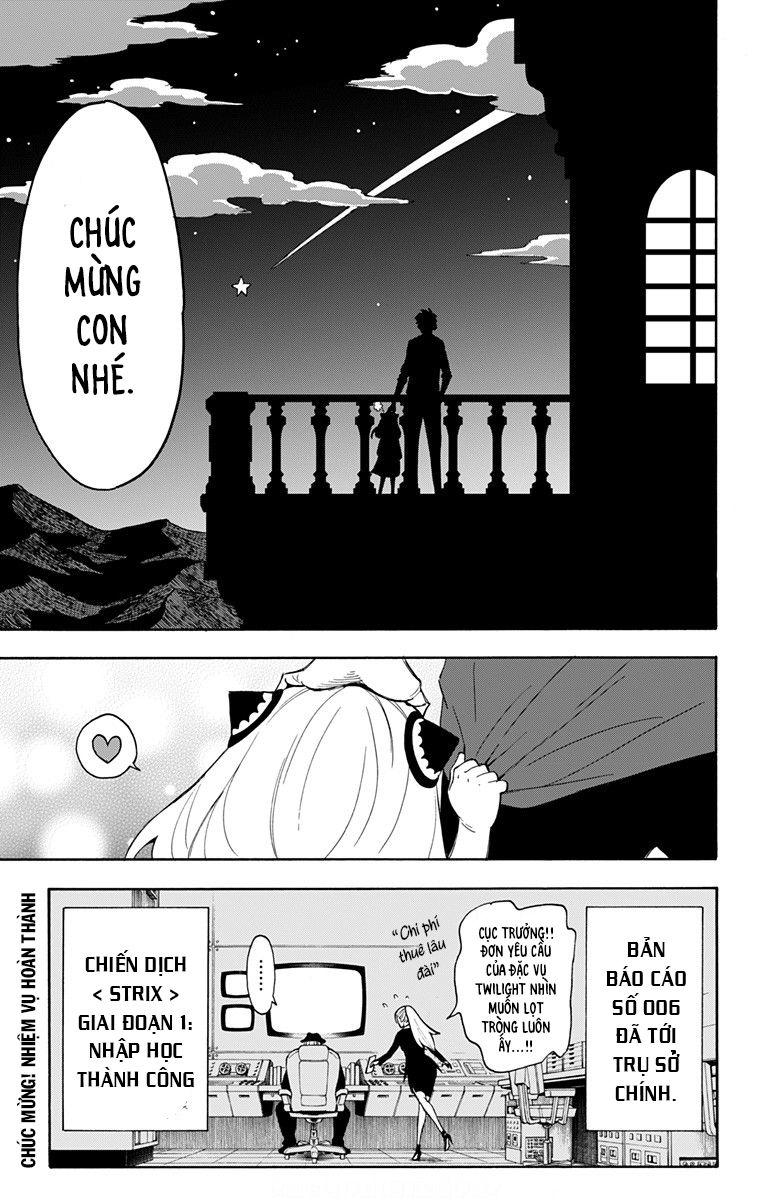 CHÚC
MỪNG
CON
NHÉ.
BẢN
BÁO CÁO
SỐ 006
ĐÃ TỚI
TRỤ SỞ
CHÍNH.
CỤC TRƯỞNG!!
ĐƠN YÊU CẦU
CỦA ĐẶC VỤ
TWILIGHT NHÌN
MUỐN LỌT
TRÒNG LUÔN
ẤY...!!
"Chi phí
thuê lâu
đài"
......
CHIẾN DỊCH
< STRIX >
GIAI ĐOẠN 1:
NHẬP HỌC
THÀNH CÔNG
CHÚC MỪNG! NHIỆM VỤ HOÀN THÀNH